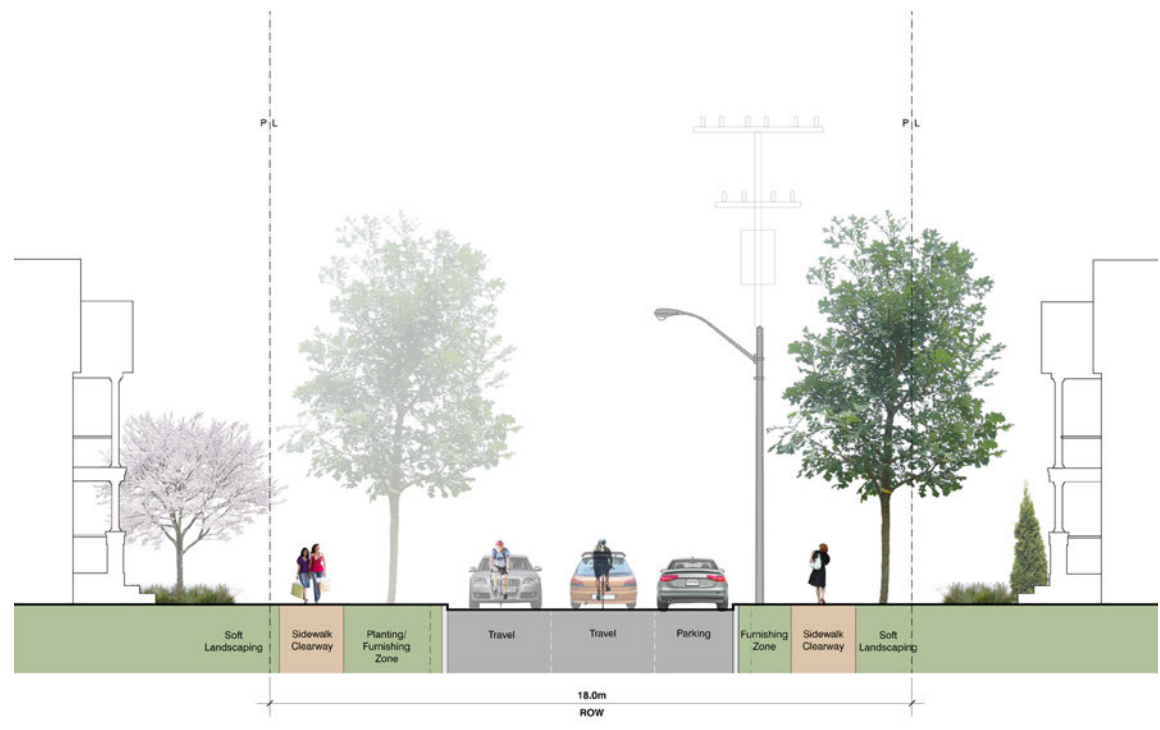 P L
P L
Soft
Landscaping
Sidewalk
Clearway
Planting/
Furnishing
Zone
Travel
Travel
Parking
Furnishing
Zone
Sidewalk
Clearway
Soft
Landscaping
18.0m
ROW